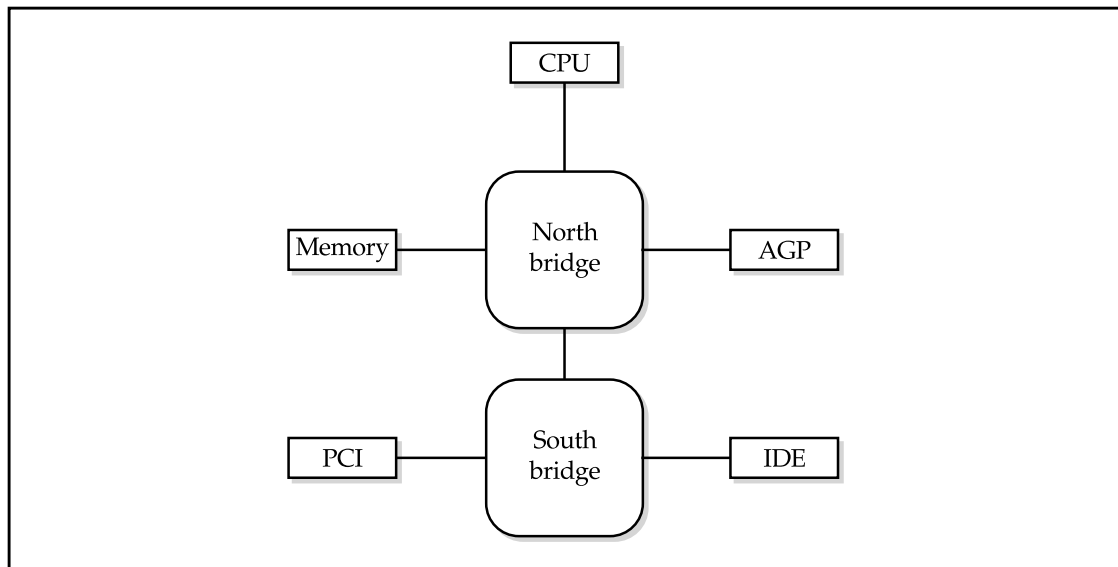 CPU
North
bridge
Memory
AGP
South
bridge
PCI
IDE